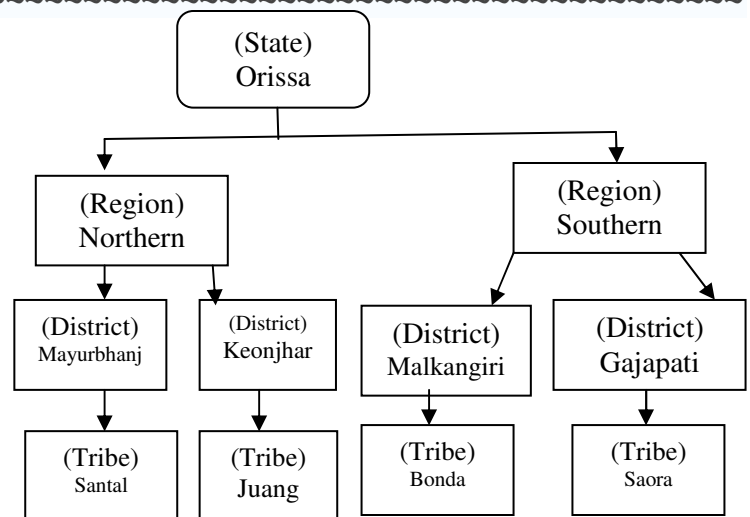 (State)
Orissa
(Region)
Northern
(Region)
Southern
(District)
Mayurbhanj
(District)
Keonjhar
(District)
Malkangiri
(District)
Gajapati
(Tribe)
Santal
(Tribe)
Juang
(Tribe)
Bonda
(Tribe)
Saora